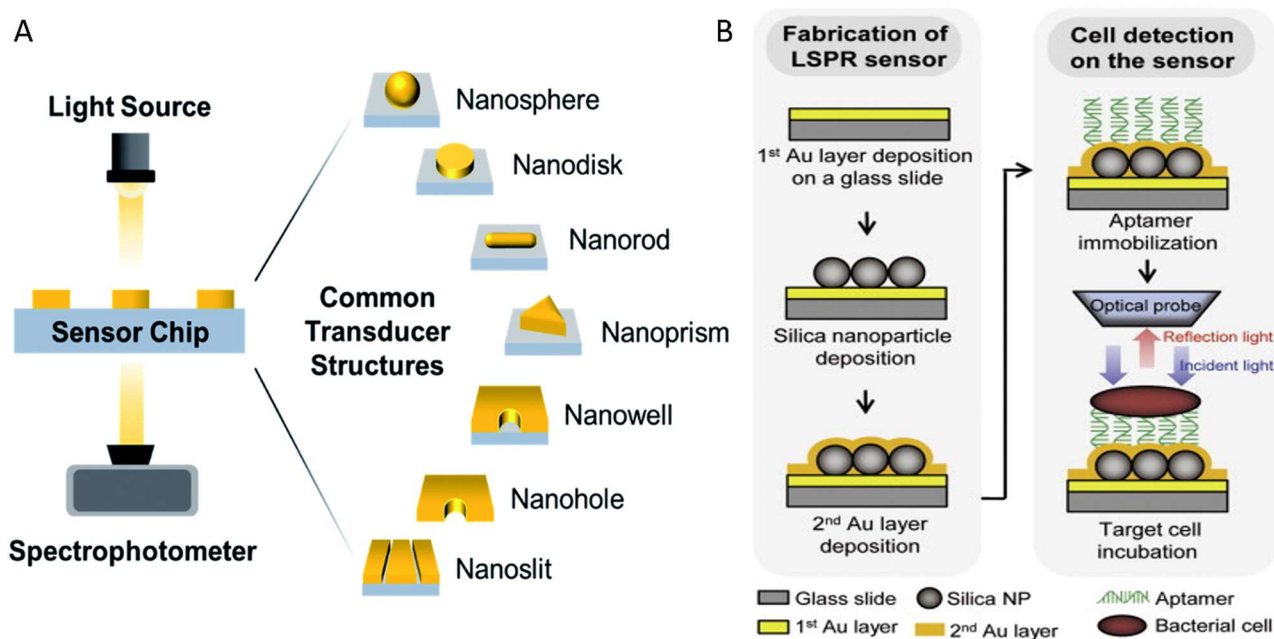 A
Light Source
Sensor Chip
Spectrophotometer
Common
Transducer
Structures
Nanosphere
Nanodisk
Nanorod
Nanoprism
Nanowell
Nanohole
Nanoslit
B
Fabrication of
LSPR sensor
1st Au layer deposition
on a glass slide
Silica nanoparticle
deposition
2nd Au layer
deposition
Cell detection
on the sensor
Aptamer
immobilization
Optical probe
Reflection light
Incident light
Target cell
incubation
Glass slide
Silica NP
Aptamer
1st Au layer
2nd Au layer
Bacterial cell